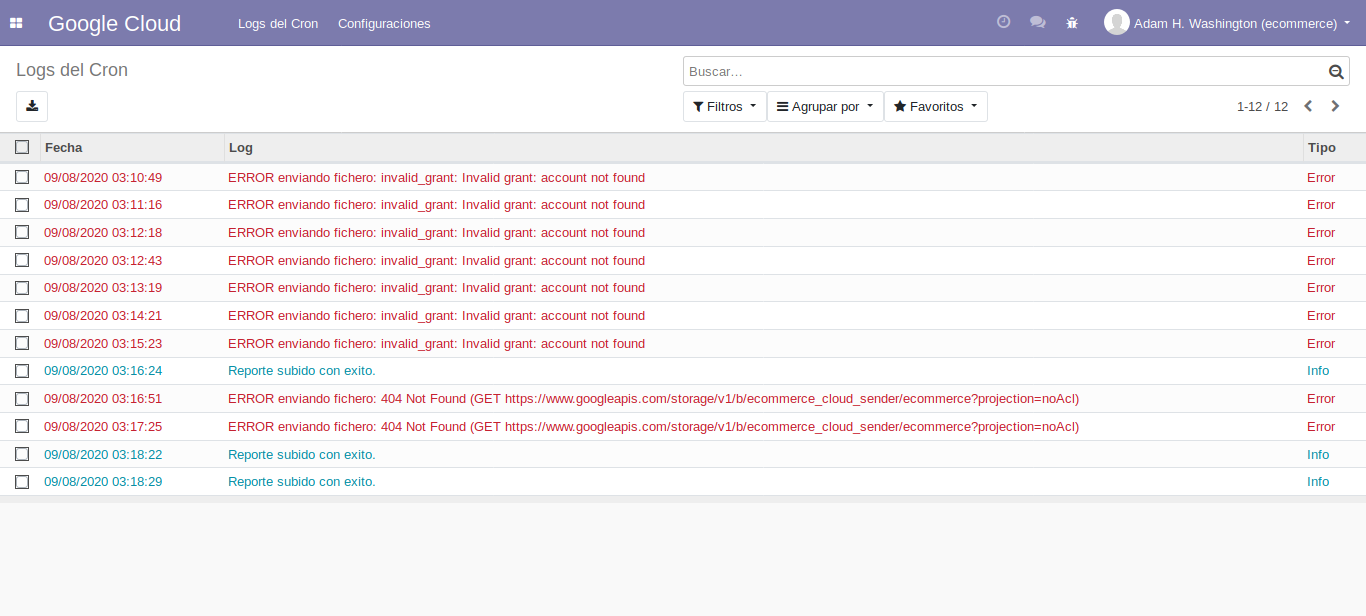 Google Cloud Logs del Cron Configuraciones Adam H. Washington (ecommerce)
Logs del Cron Buscar...
Filtros Agrupar por Favoritos 1-12 / 12
Fecha Log Tipo
09/08/2020 03:10:49 ERROR enviando fichero: invalid_grant: Invalid grant: account not found Error
09/08/2020 03:11:16 ERROR enviando fichero: invalid_grant: Invalid grant: account not found Error
09/08/2020 03:12:18 ERROR enviando fichero: invalid_grant: Invalid grant: account not found Error
09/08/2020 03:12:43 ERROR enviando fichero: invalid_grant: Invalid grant: account not found Error
09/08/2020 03:13:19 ERROR enviando fichero: invalid_grant: Invalid grant: account not found Error
09/08/2020 03:14:21 ERROR enviando fichero: invalid_grant: Invalid grant: account not found Error
09/08/2020 03:15:23 ERROR enviando fichero: invalid_grant: Invalid grant: account not found Error
09/08/2020 03:16:24 Reporte subido con exito. Info
09/08/2020 03:16:51 ERROR enviando fichero: 404 Not Found (GET https://www.googleapis.com/storage/v1/b/ecommerce_cloud_sender/ecommerce?projection=noAcl) Error
09/08/2020 03:17:25 ERROR enviando fichero: 404 Not Found (GET https://www.googleapis.com/storage/v1/b/ecommerce_cloud_sender/ecommerce?projection=noAcl) Error
09/08/2020 03:18:22 Reporte subido con exito. Info
09/08/2020 03:18:29 Reporte subido con exito. Info